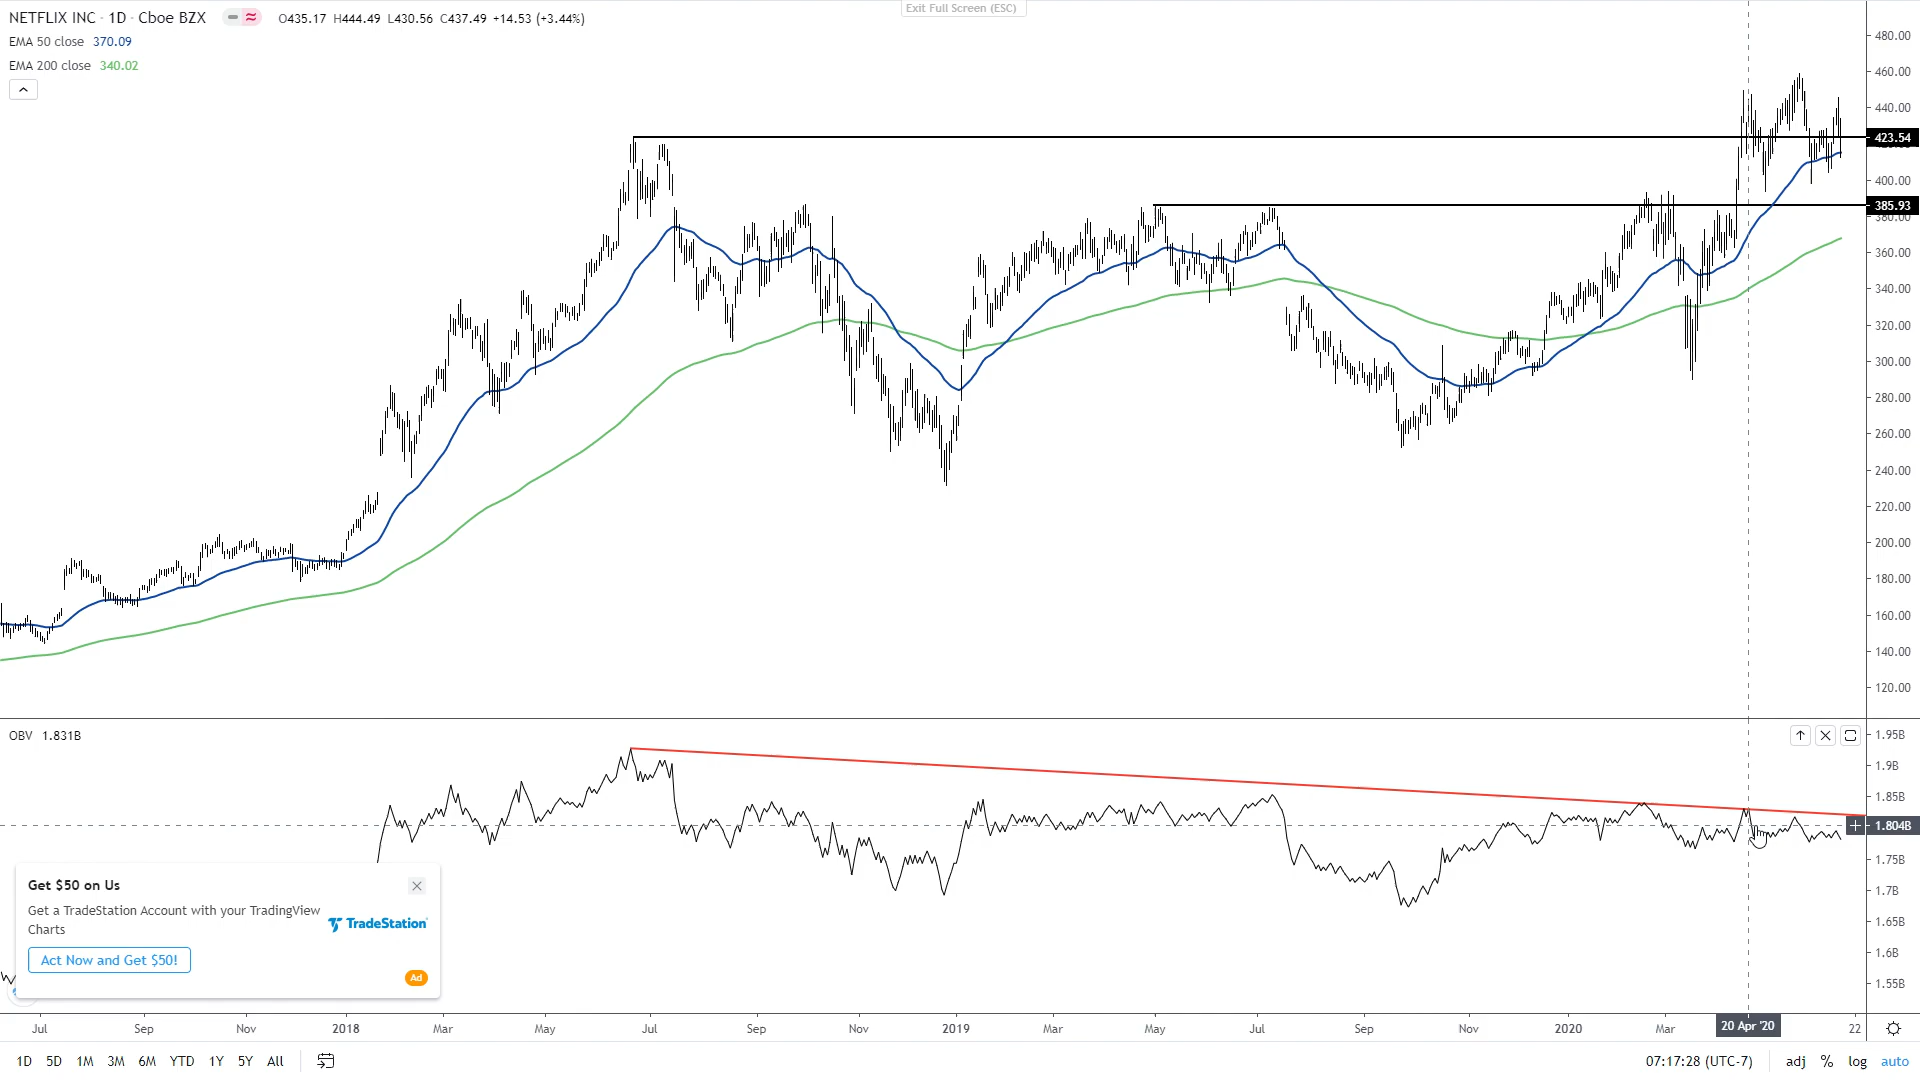 NETFLIX INC · 1D · Cboe BZX O435.17 H444.49 L430.56 C437.49 +14.53 (+3.44%)
Exit Full Screen (ESC)
EMA 50 close 370.09
EMA 200 close 340.02
480.00
460.00
440.00
423.54
400.00
385.93
380.00
360.00
340.00
320.00
300.00
280.00
260.00
240.00
220.00
200.00
180.00
160.00
140.00
120.00
OBV 1.831B
1.95B
1.9B
1.85B
1.804B
1.75B
1.7B
1.65B
1.6B
1.55B
Get $50 on Us
Get a TradeStation Account with your TradingView
Charts
TradeStation
Act Now and Get $50!
Ad
Jul Sep Nov 2018 Mar May Jul Sep Nov 2019 Mar May Jul Sep Nov 2020 Mar 20 Apr '20 22
1D 5D 1M 3M 6M YTD 1Y 5Y All 07:17:28 (UTC-7) adj % log auto